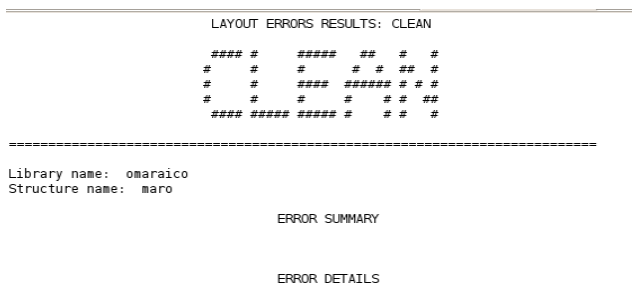 LAYOUT ERRORS RESULTS: CLEAN
#### #     #####   ##   #   #
#     #     #      #  #  ##  #
#     #     ####  ###### # # #
#     #     #     #    # #  ##
#### ##### ##### #    # #   #
===========================================================================
Library name:  omaraico
Structure name:  maro
ERROR SUMMARY
ERROR DETAILS